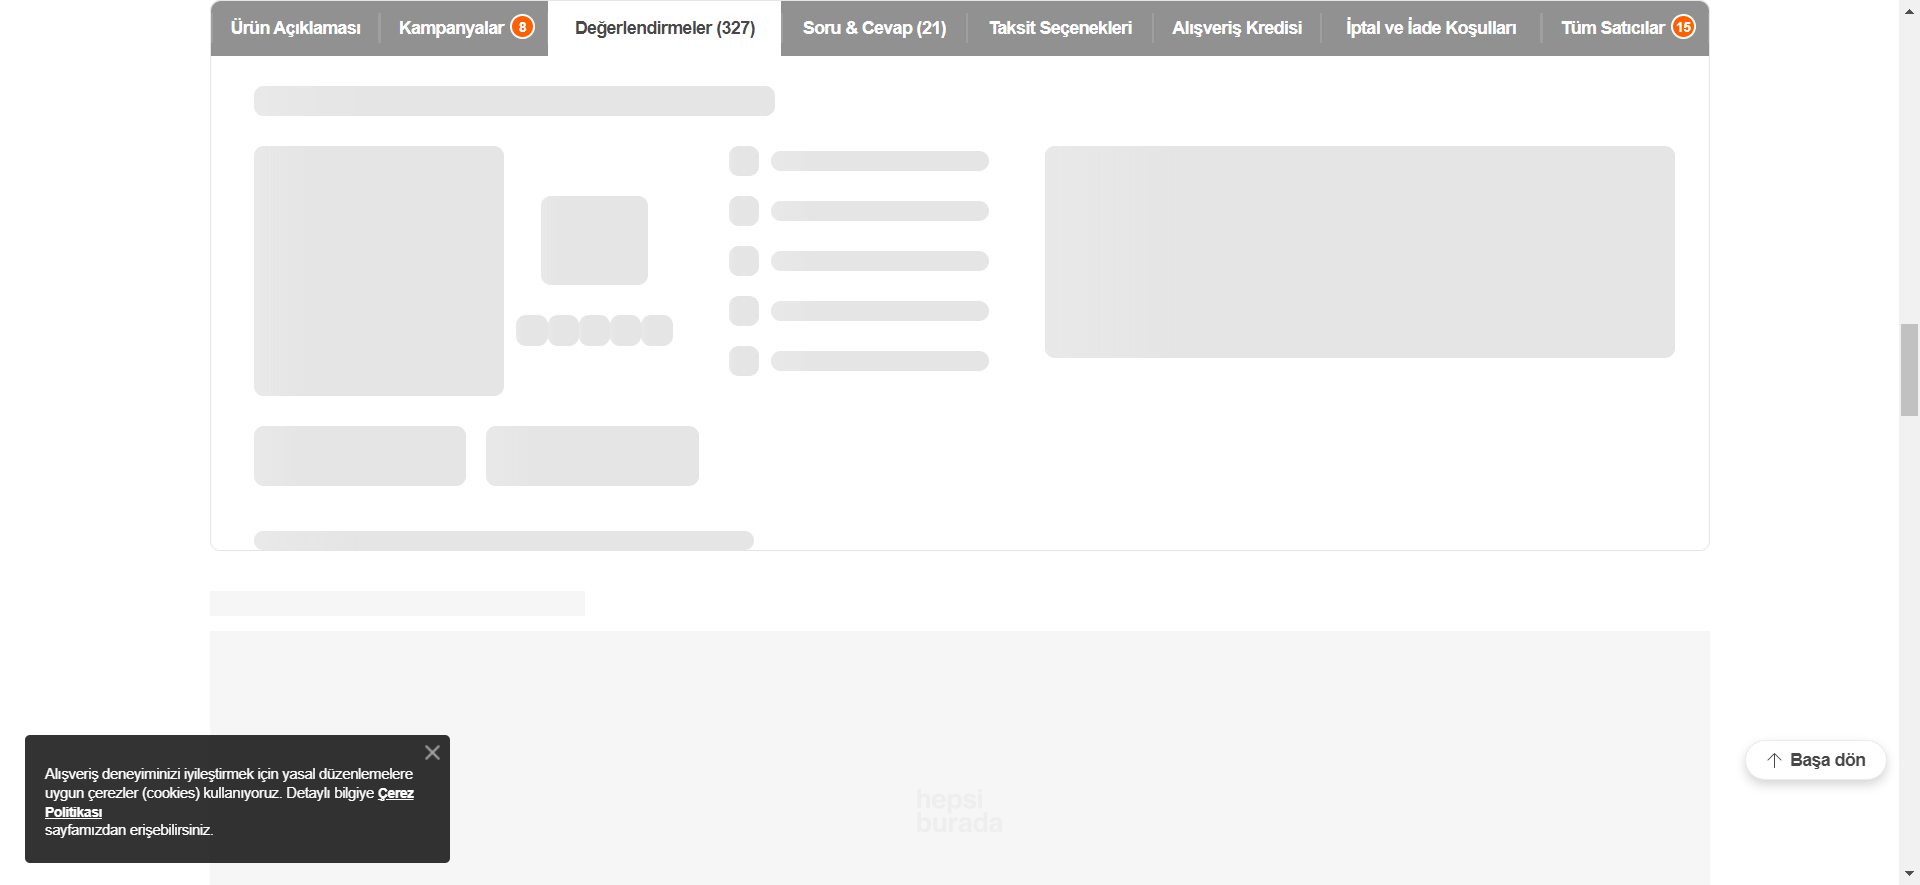 Ürün Açıklaması Kampanyalar 8 Değerlendirmeler (327) Soru & Cevap (21) Taksit Seçenekleri Alışveriş Kredisi İptal ve İade Koşulları Tüm Satıcılar 15
hepsi
burada
Alışveriş deneyiminizi iyileştirmek için yasal düzenlemelere
uygun çerezler (cookies) kullanıyoruz. Detaylı bilgiye Çerez
Politikası
sayfamızdan erişebilirsiniz.
Başa dön